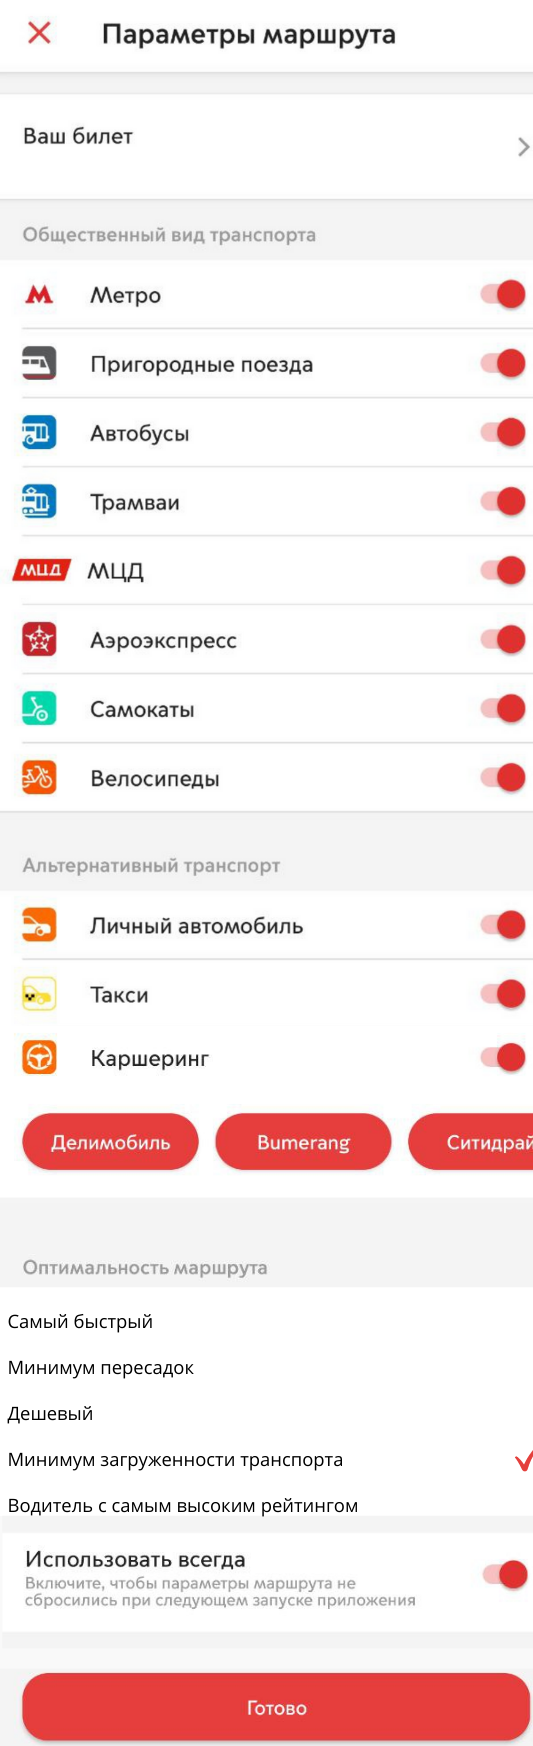 Параметры маршрута
Ваш билет
Общественный вид транспорта
Метро
Пригородные поезда
Автобусы
Трамваи
МЦД МЦД
Аэроэкспресс
Самокаты
Велосипеды
Альтернативный транспорт
Личный автомобиль
Такси
Каршеринг
Делимобиль Bumerang Ситидрай
Оптимальность маршрута
Самый быстрый
Минимум пересадок
Дешевый
Минимум загруженности транспорта
Водитель с самым высоким рейтингом
Использовать всегда
Включите, чтобы параметры маршрута не
сбросились при следующем запуске приложения
Готово